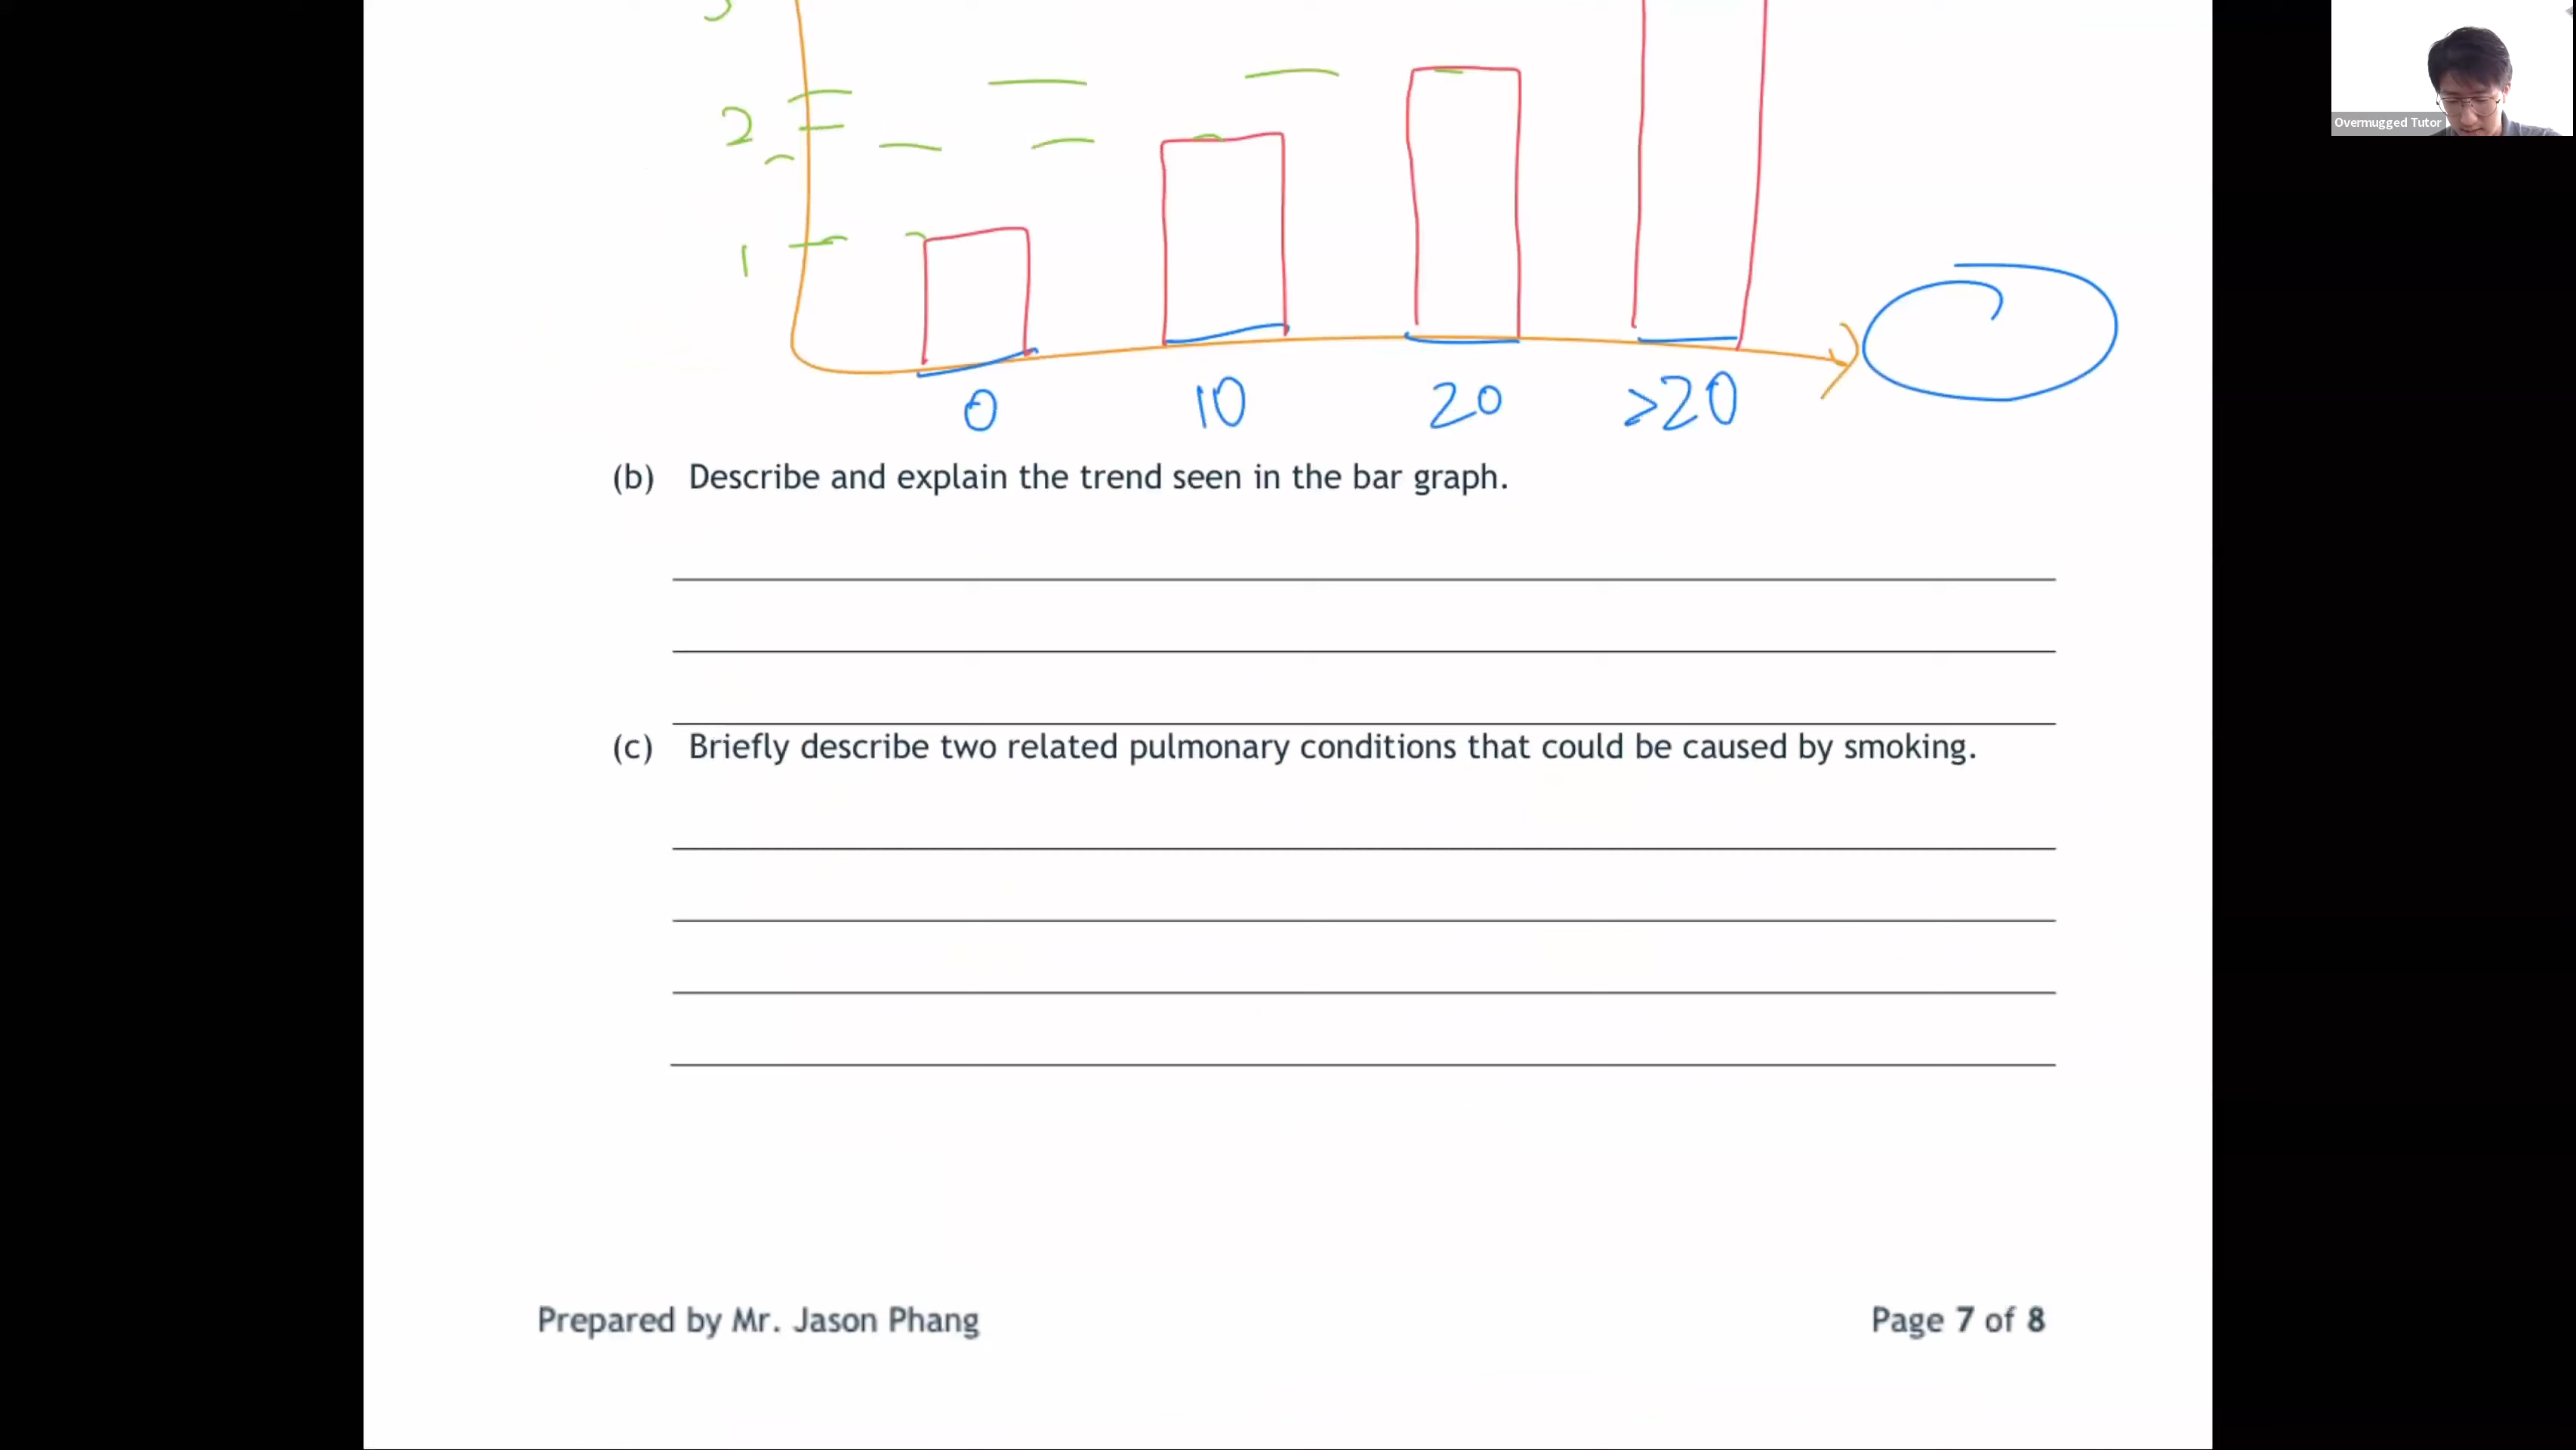 Overmugged Tutor
2
1
0 10 20 >20
(b) Describe and explain the trend seen in the bar graph.
(c) Briefly describe two related pulmonary conditions that could be caused by smoking.
Prepared by Mr. Jason Phang Page 7 of 8